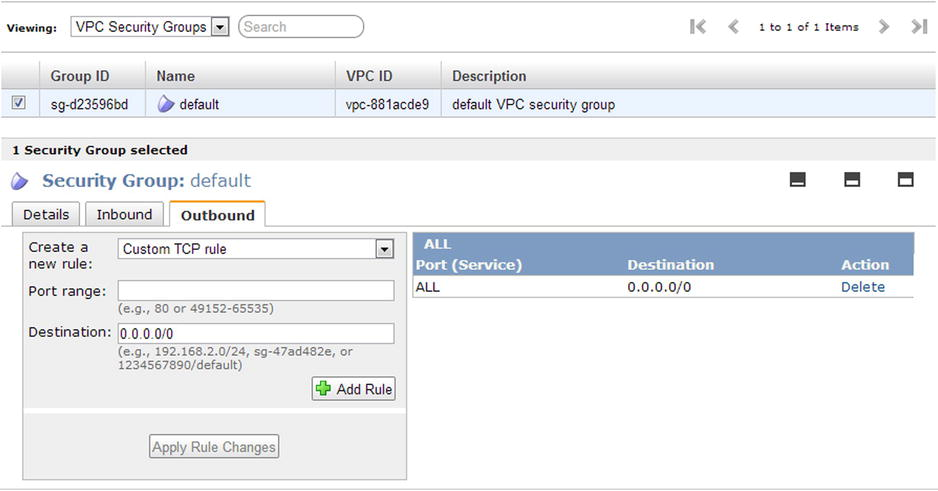 Viewing: VPC Security Groups Search 1 to 1 of 1 Items
Group ID Name VPC ID Description
sg-d23596bd default vpc-881acde9 default VPC security group
1 Security Group selected
Security Group: default
Details Inbound Outbound
Create a new rule: Custom TCP rule
Port range:
(e.g., 80 or 49152-65535)
Destination: 0.0.0.0/0
(e.g., 192.168.2.0/24, sg-47ad482e, or
1234567890/default)
Add Rule
Apply Rule Changes
ALL
Port (Service) Destination Action
ALL 0.0.0.0/0 Delete